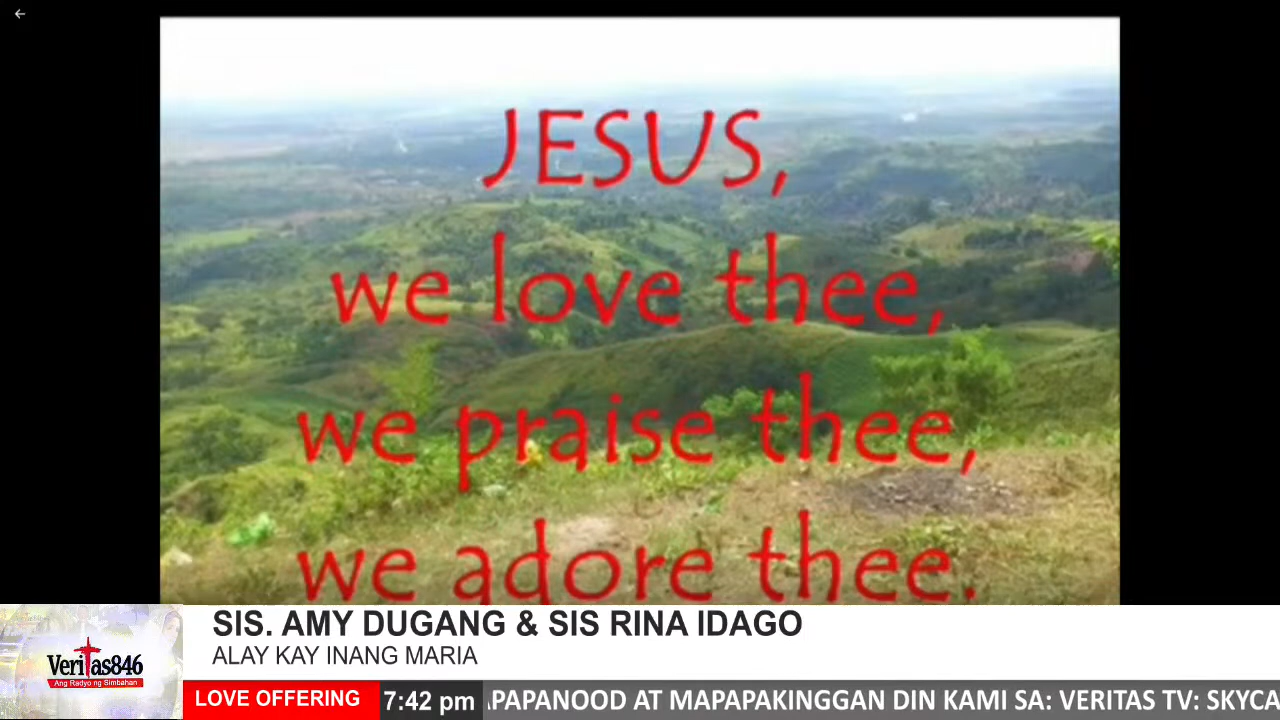 JESUS,
we love thee,
we praise thee,
we adore thee.
SIS. AMY DUGANG & SIS RINA IDAGO
ALAY KAY INANG MARIA
Veritas846
Ang Radyo ng Simbahan
LOVE OFFERING
7:42 pm
PAPANOOD AT MAPAPAKINGGAN DIN KAMI SA: VERITAS TV: SKYCA